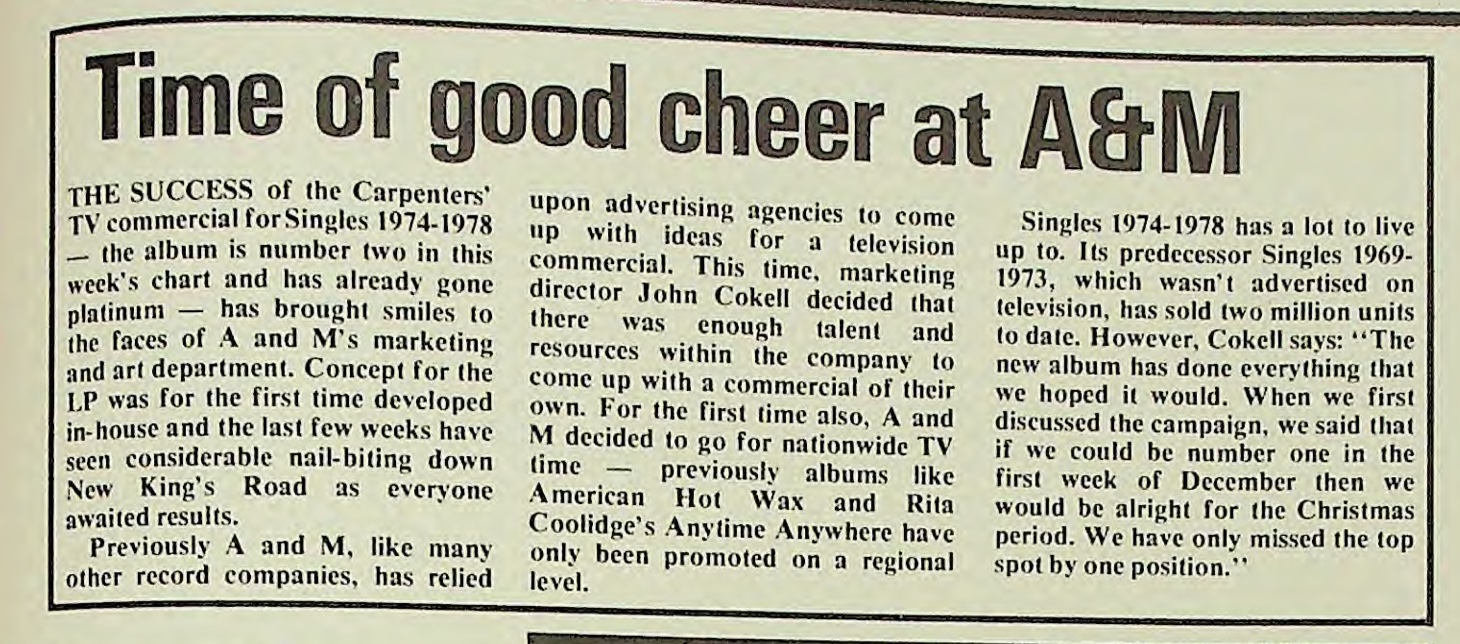 Time of good cheer at A&M
THE SUCCESS of the Carpenters'
TV commercial for Singles 1974-1978
— the album is number two in this
week's chart and has already gone
platinum — has brought smiles to
the faces of A and M's marketing
and art department. Concept for the
LP was for the first time developed
in-house and the last few weeks have
seen considerable nail-biting down
New King's Road as everyone
awaited results.
Previously A and M, like many
other record companies, has relied
upon advertising agencies to come
up with ideas for a television
commercial. This time, marketing
director John Cokell decided that
there was enough talent and
resources within the company to
come up with a commercial of their
own. For the first time also, A and
M decided to go for nationwide TV
time — previously albums like
American Hot Wax and Rita
Coolidge's Anytime Anywhere have
only been promoted on a regional
level.
Singles 1974-1978 has a lot to live
up to. Its predecessor Singles 1969-
1973, which wasn't advertised on
television, has sold two million units
to date. However, Cokell says: "The
new album has done everything that
we hoped it would. When we first
discussed the campaign, we said that
if we could be number one in the
first week of December then we
would be alright for the Christmas
period. We have only missed the top
spot by one position."